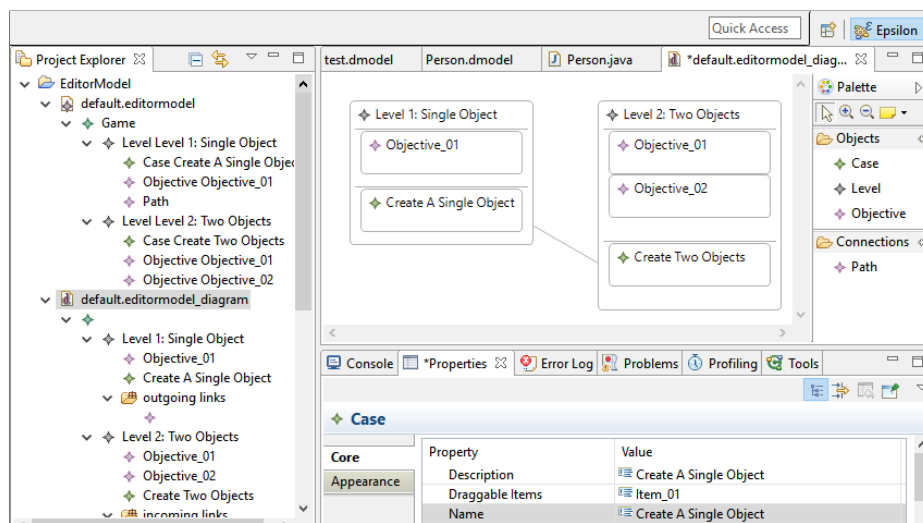 Quick Access
Epsilon
Project Explorer
EditorModel
default.editormodel
Game
Level Level 1: Single Object
Case Create A Single Objec
Objective Objective_01
Path
Level Level 2: Two Objects
Case Create Two Objects
Objective Objective_01
Objective Objective_02
default.editormodel_diagram
Level 1: Single Object
Objective_01
Create A Single Object
outgoing links
Level 2: Two Objects
Objective_01
Objective_02
Create Two Objects
incoming links
test.dmodel Person.dmodel Person.java *default.editormodel_diag...
Level 1: Single Object
Objective_01
Create A Single Object
Level 2: Two Objects
Objective_01
Objective_02
Create Two Objects
Palette
Objects
Case
Level
Objective
Connections
Path
Console *Properties Error Log Problems Profiling Tools
Case
Core
Appearance
Property Value
Description Create A Single Object
Draggable Items Item_01
Name Create A Single Object